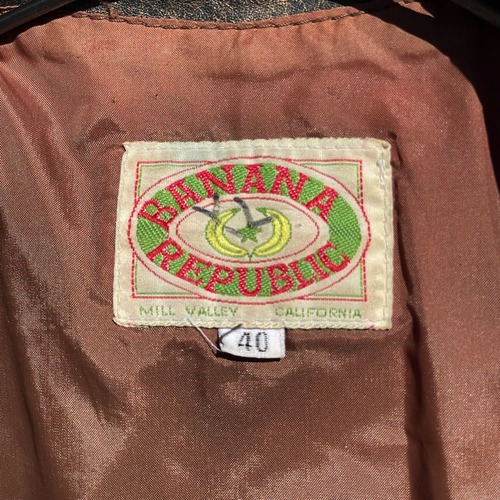 BANANA
REPUBLIC
MILL VALLEY CALIFORNIA
40